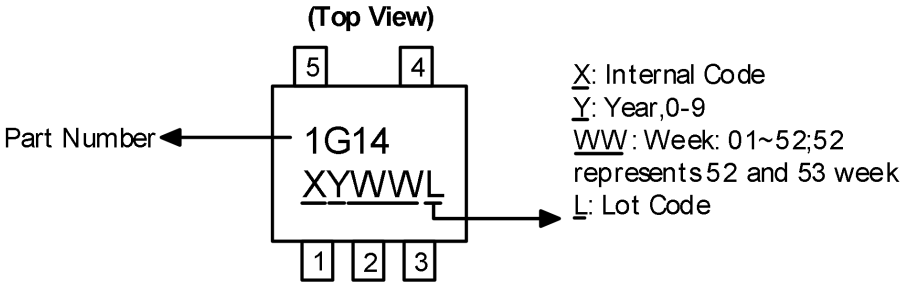 (Top View)
5 4
X: Internal Code
Y: Year,0-9
Part Number
1G14
WW : Week: 01~52;52
represents 52 and 53 week
XYWWL
L: Lot Code
1 2 3